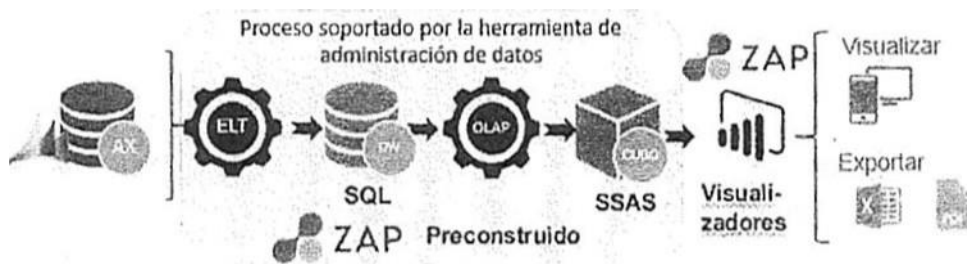 Proceso soportado por la herramienta de
administración de datos
ZAP
Visualizar
AX
ELT
DW
OLAP
CUBO
SQL
SSAS
Visuali-
zadores
Exportar
X
PDF
ZAP Preconstruido